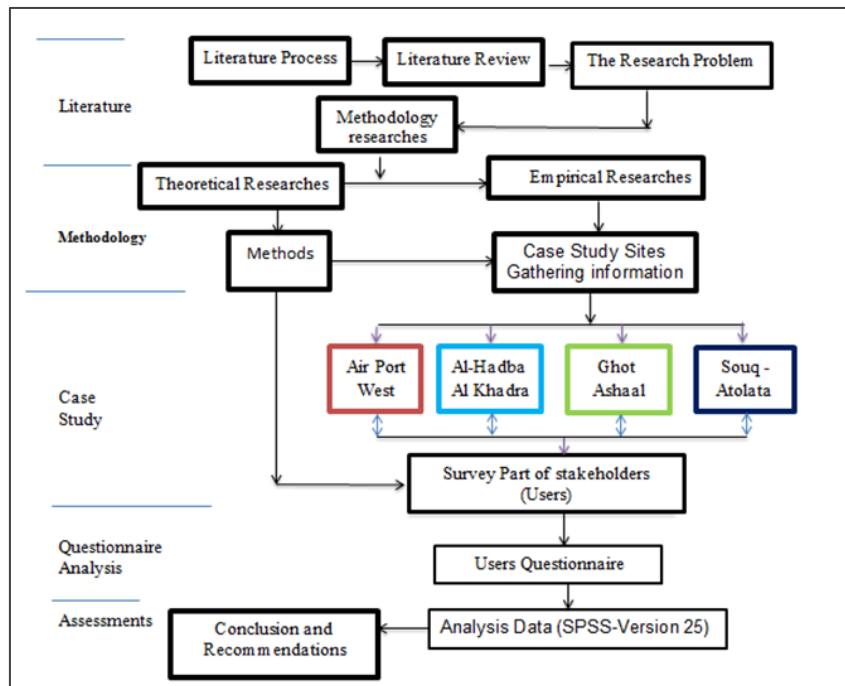 Literature Process
Literature Review
The Research Problem
Literature
Methodology
researches
Theoretical Researches
Empirical Researches
Methodology
Methods
Case Study Sites
Gathering information
Case
Study
Air Port
West
Al-Hadba
Al Khadra
Ghot
Ashaal
Souq -
Atolata
Survey Part of stakeholders
(Users)
Questionnaire
Analysis
Users Questionnaire
Assessments
Conclusion and
Recommendations
Analysis Data (SPSS-Version 25)